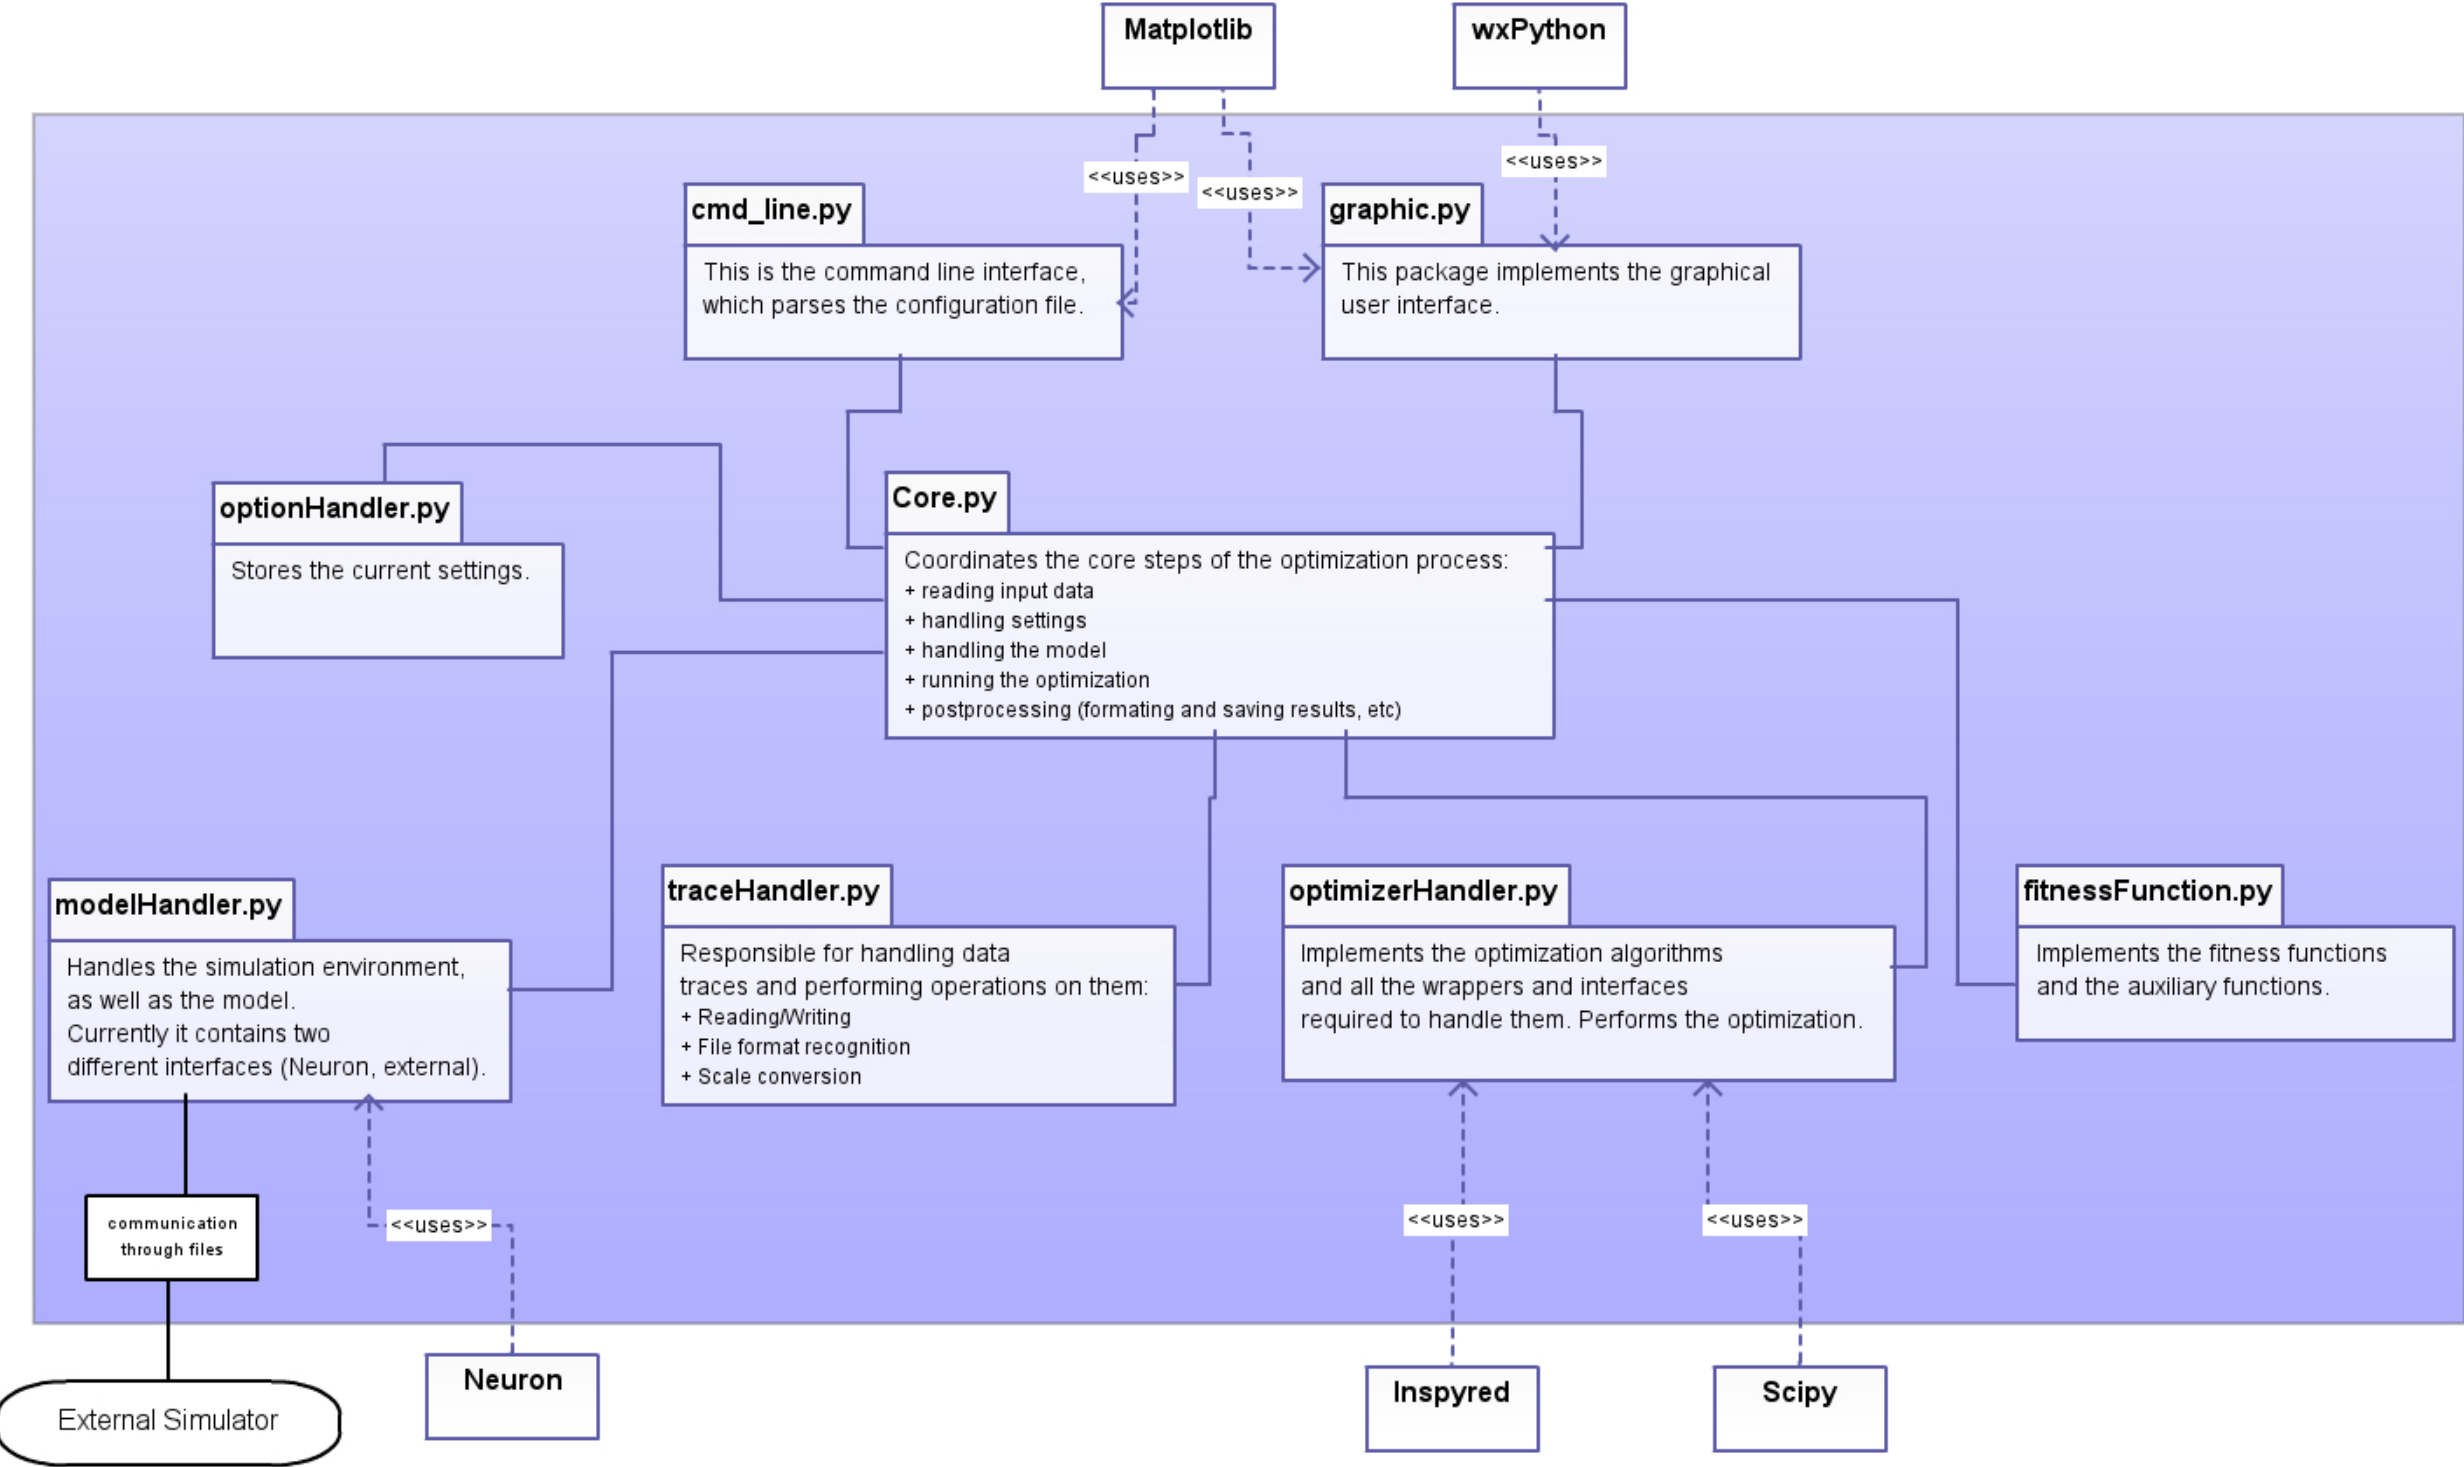 Matplotlib
wxPython
<<uses>>
<<uses>>
<<uses>>
cmd_line.py
This is the command line interface,
which parses the configuration file.
graphic.py
This package implements the graphical
user interface.
optionHandler.py
Stores the current settings.
Core.py
Coordinates the core steps of the optimization process:
+ reading input data
+ handling settings
+ handling the model
+ running the optimization
+ postprocessing (formating and saving results, etc)
modelHandler.py
Handles the simulation environment,
as well as the model.
Currently it contains two
different interfaces (Neuron, external).
traceHandler.py
Responsible for handling data
traces and performing operations on them:
+ Reading/Writing
+ File format recognition
+ Scale conversion
optimizerHandler.py
Implements the optimization algorithms
and all the wrappers and interfaces
required to handle them. Performs the optimization.
fitnessFunction.py
Implements the fitness functions
and the auxiliary functions.
communication
through files
<<uses>>
<<uses>>
<<uses>>
External Simulator
Neuron
Inspyred
Scipy